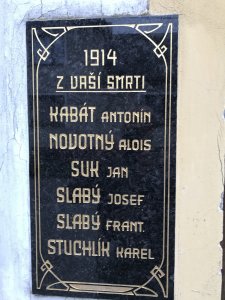 1914
Z VAŠÍ SMRTI
KABÁT ANTONÍN
NOVOTNÝ ALOIS
SUK JAN
SLABÝ JOSEF
SLABÝ FRANT.
STUCHLÍK KAREL